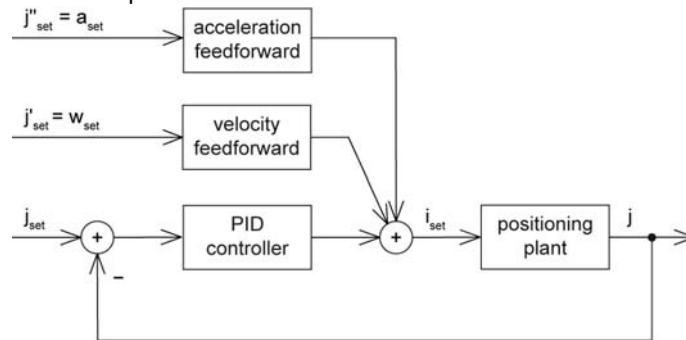 j''set = aset
acceleration
feedforward
j'set = wset
velocity
feedforward
jset
+
−
PID
controller
+
iset
positioning
plant
j